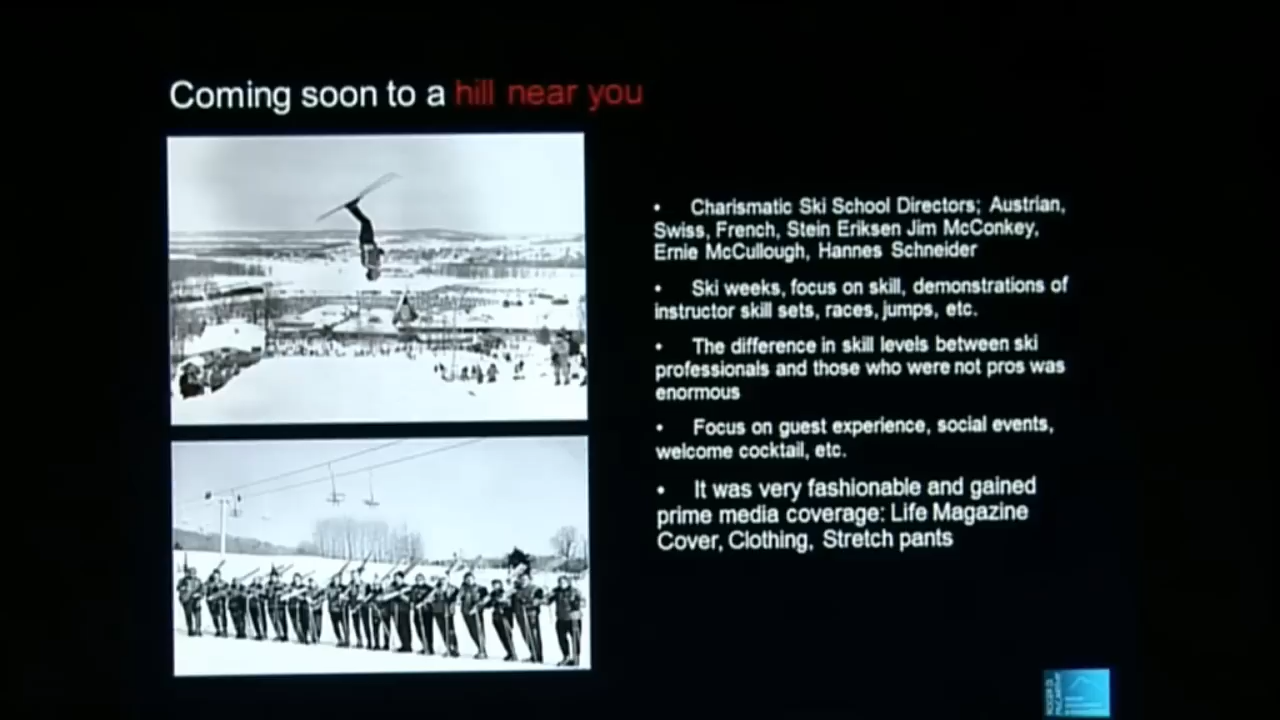 Coming soon to a hill near you
• Charismatic Ski School Directors; Austrian,
Swiss, French, Stein Eriksen Jim McConkey,
Ernie McCullough, Hannes Schneider
• Ski weeks, focus on skill, demonstrations of
instructor skill sets, races, jumps, etc.
• The difference in skill levels between ski
professionals and those who were not pros was
enormous
• Focus on guest experience, social events,
welcome cocktail, etc.
• It was very fashionable and gained
prime media coverage: Life Magazine
Cover, Clothing, Stretch pants